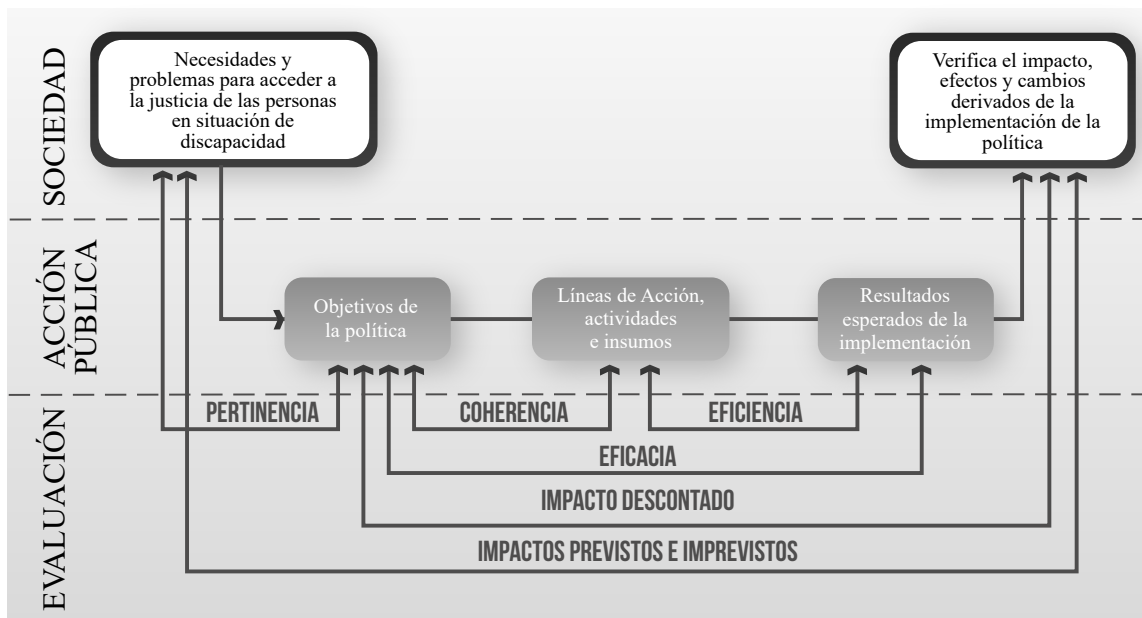 SOCIEDAD
Necesidades y
problemas para acceder a
la justicia de las personas
en situación de
discapacidad
Verifica el impacto,
efectos y cambios
derivados de la
implementación de la
política
ACCIÓN
PÚBLICA
Objetivos de
la política
Líneas de Acción,
actividades
e insumos
Resultados
esperados de la
implementación
EVALUACIÓN
PERTINENCIA
COHERENCIA
EFICIENCIA
EFICACIA
IMPACTO DESCONTADO
IMPACTOS PREVISTOS E IMPREVISTOS